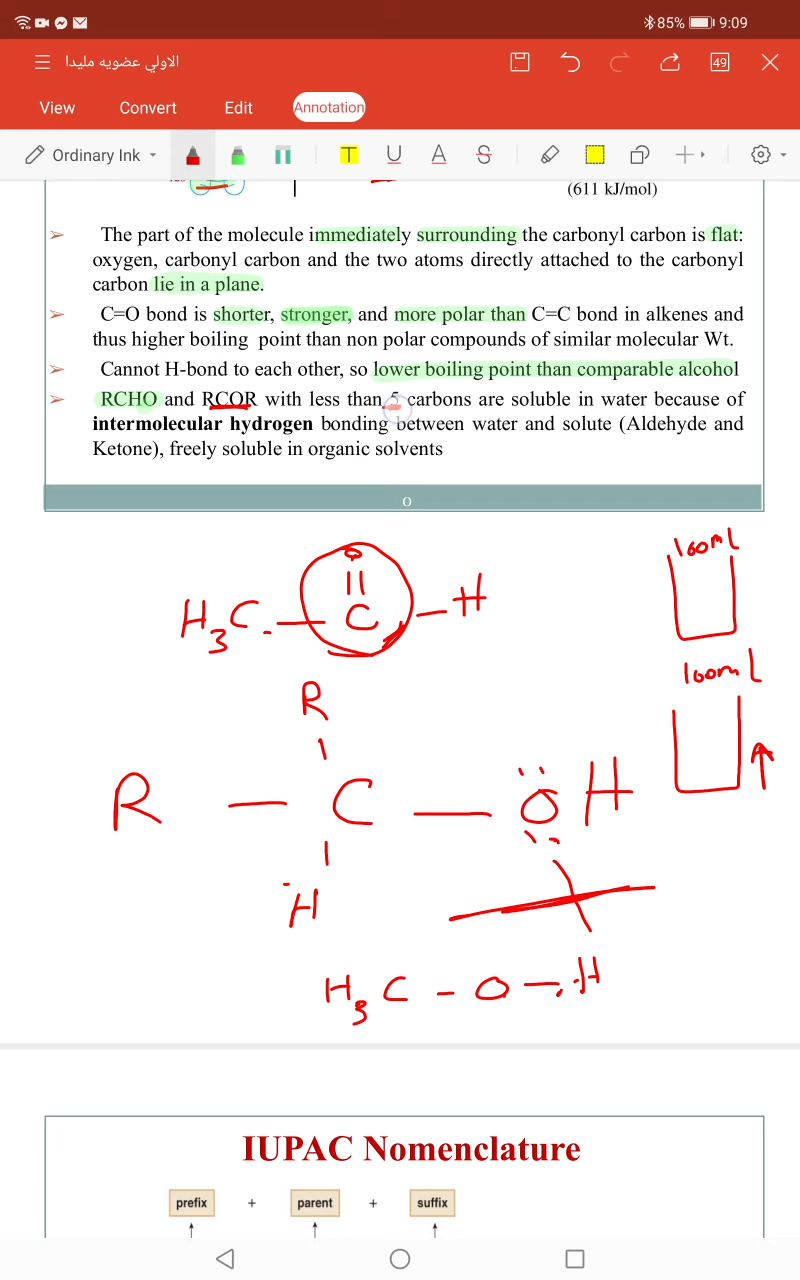 85% 9:09
الاولي عضويه مليدا
49
View Convert Edit Annotation
Ordinary Ink T U A S
(611 kJ/mol)
➢ The part of the molecule immediately surrounding the carbonyl carbon is flat:
oxygen, carbonyl carbon and the two atoms directly attached to the carbonyl
carbon lie in a plane.
➢ C=O bond is shorter, stronger, and more polar than C=C bond in alkenes and
thus higher boiling point than non polar compounds of similar molecular Wt.
➢ Cannot H-bond to each other, so lower boiling point than comparable alcohol
➢ RCHO and RCOR with less than 5 carbons are soluble in water because of
intermolecular hydrogen bonding between water and solute (Aldehyde and
Ketone), freely soluble in organic solvents
O
100ml
O
H3C - C - H
100ml
R
R - C - OH
H
H3C - O - H
IUPAC Nomenclature
prefix + parent + suffix